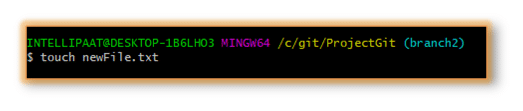 INTELLIPAAT@DESKTOP-1B6LHO3 MINGW64 /c/git/ProjectGit (branch2)
$ touch newFile.txt